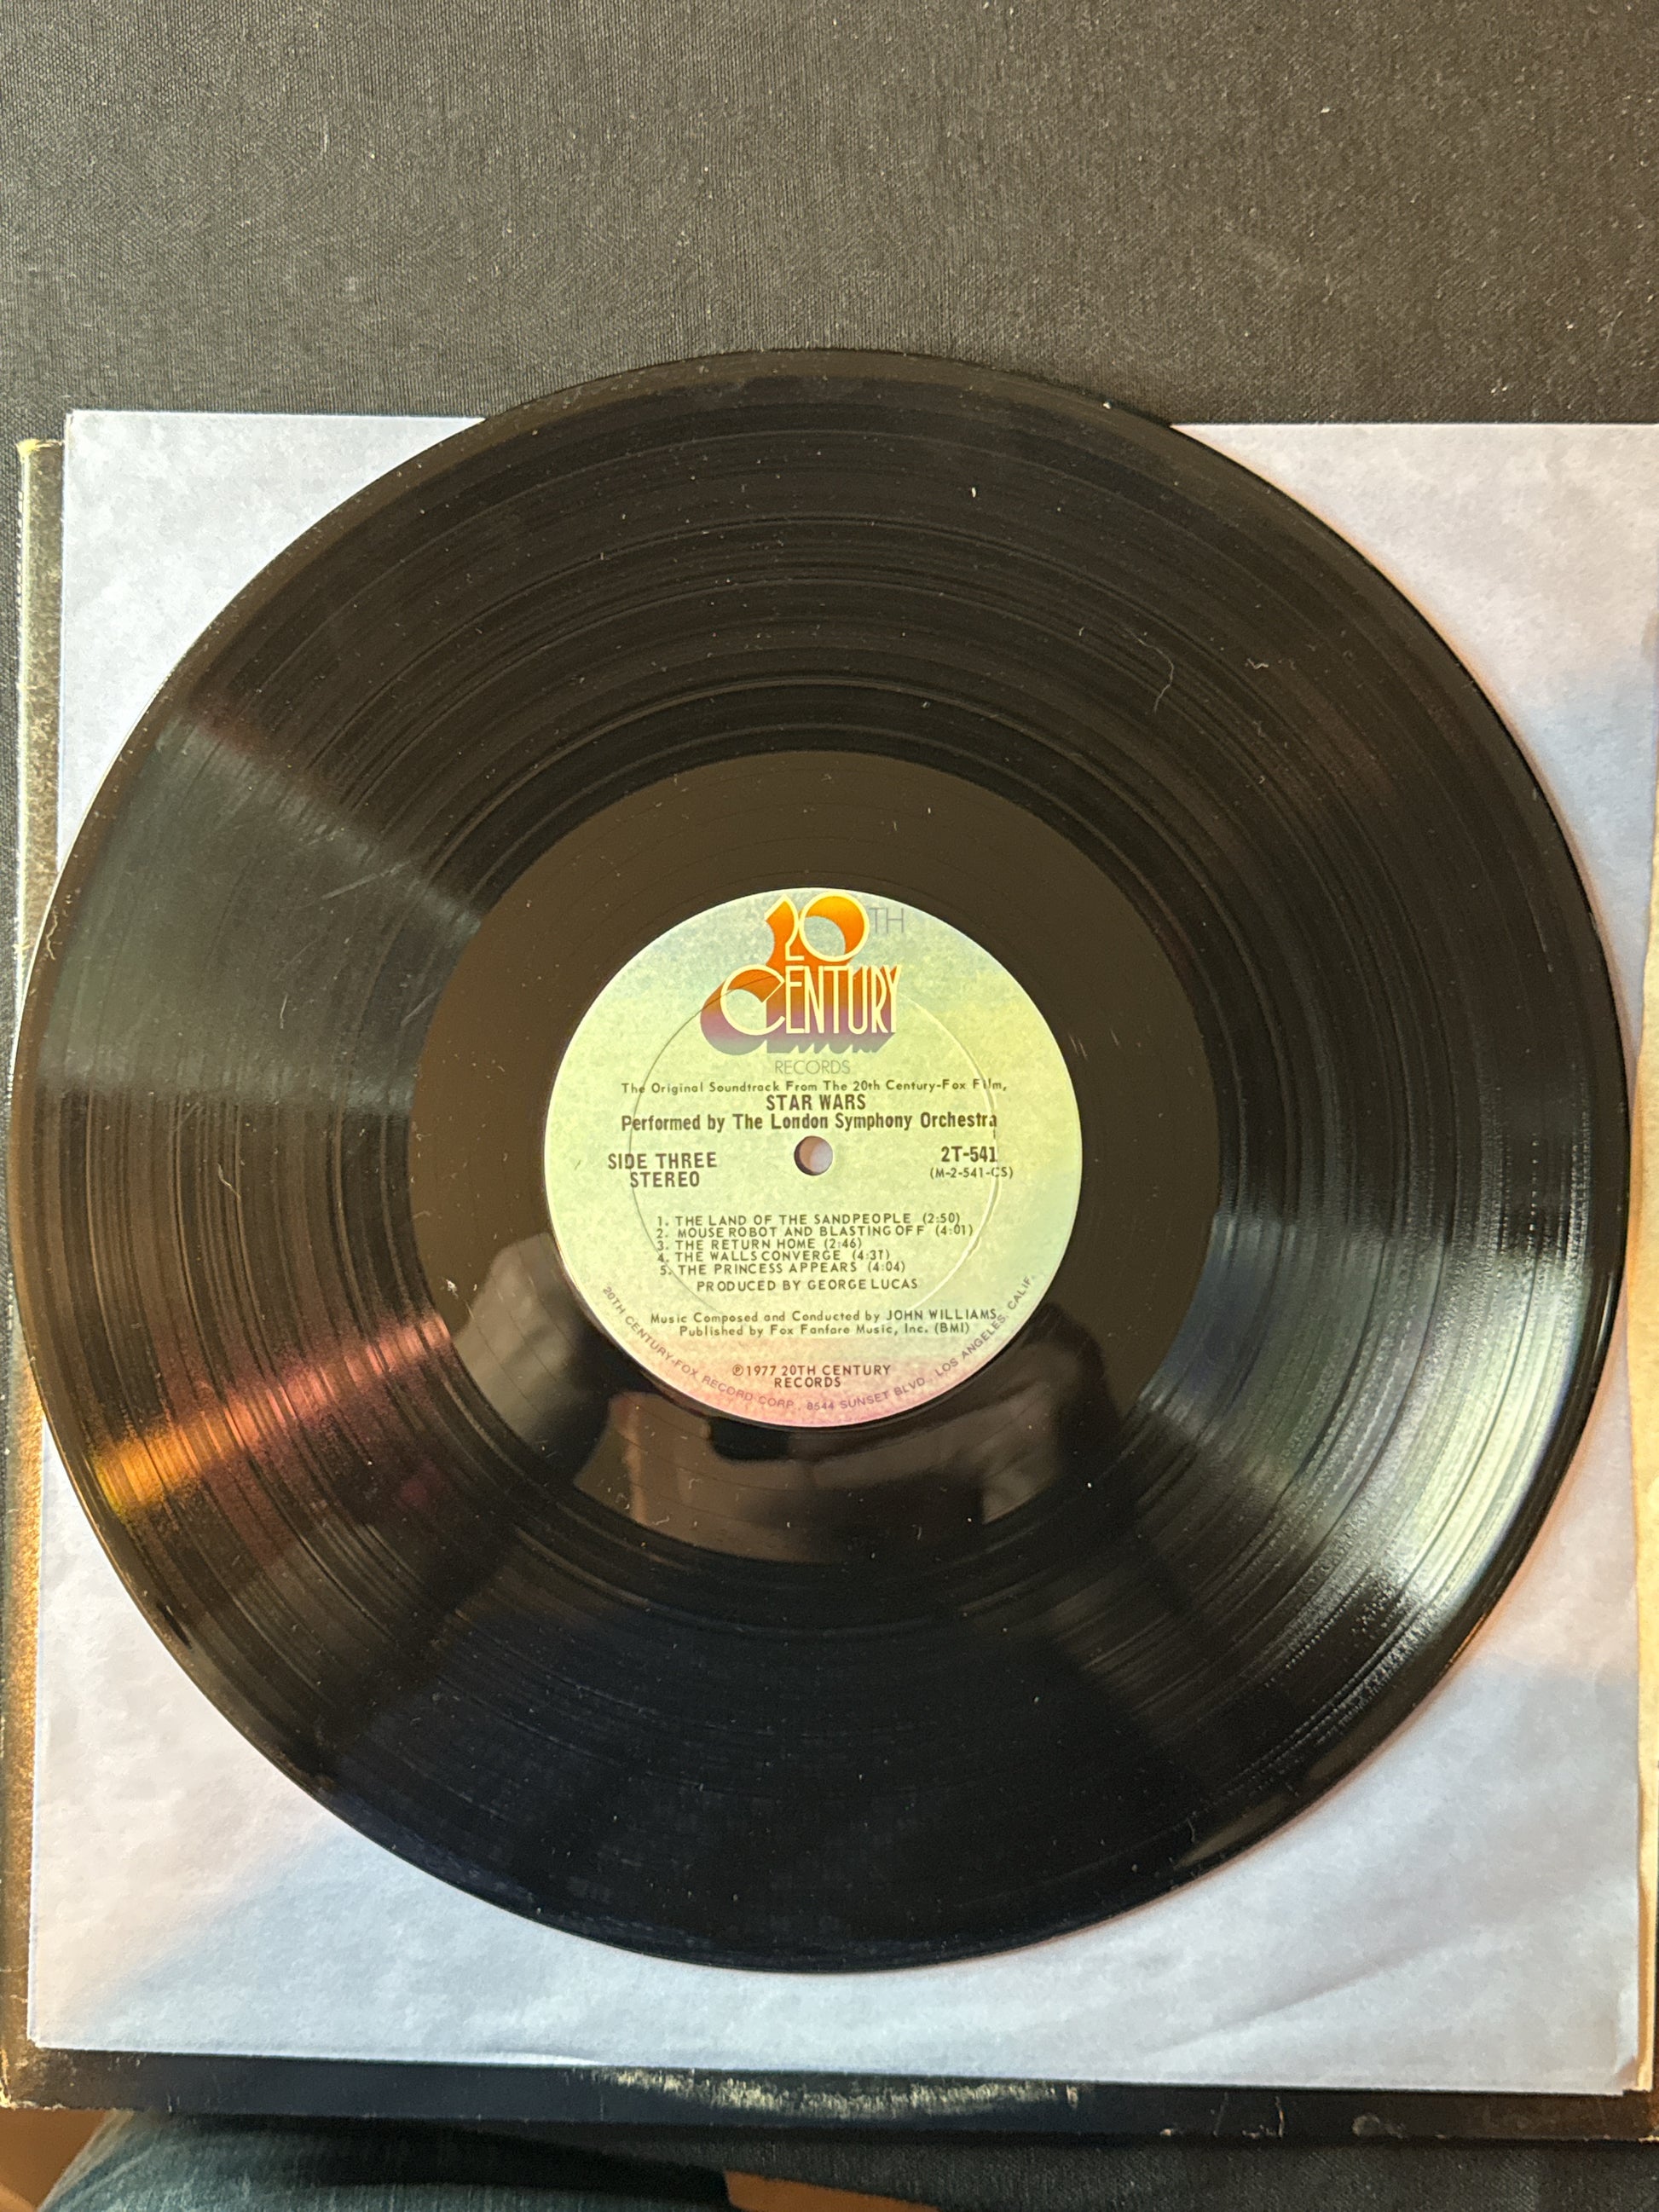 20TH
CENTURY
RECORDS
The Original Soundtrack From The 20th Century-Fox Film,
STAR WARS
Performed by The London Symphony Orchestra
SIDE THREE
STEREO
2T-541
(M-2-541-CS)
1. THE LAND OF THE SANDPEOPLE (2:50)
2. MOUSE ROBOT AND BLASTING OFF (4:01)
3. THE RETURN HOME (2:46)
4. THE WALLS CONVERGE (4:31)
5. THE PRINCESS APPEARS (4:04)
PRODUCED BY GEORGE LUCAS
Music Composed and Conducted by JOHN WILLIAMS
Published by Fox Fanfare Music, Inc. (BMI)
℗1977 20TH CENTURY
RECORDS
20TH CENTURY-FOX RECORD CORP., 8544 SUNSET BLVD., LOS ANGELES, CALIF.